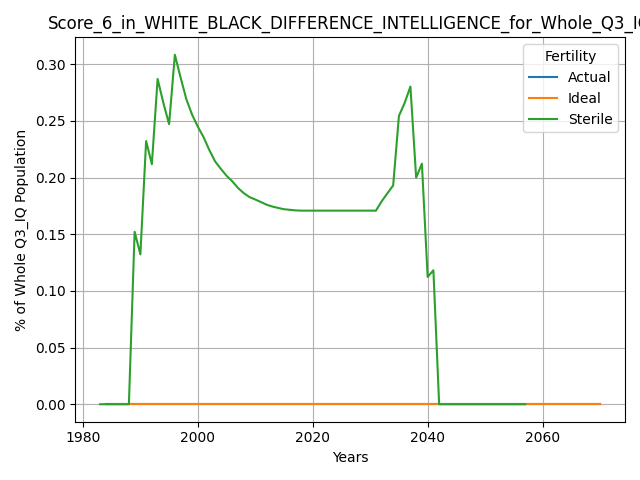 Score_6_in_WHITE_BLACK_DIFFERENCE_INTELLIGENCE_for_Whole_Q3_IQ
Fertility
Actual
Ideal
Sterile
% of Whole Q3_IQ Population
0.30
0.25
0.20
0.15
0.10
0.05
0.00
1980 2000 2020 2040 2060
Years